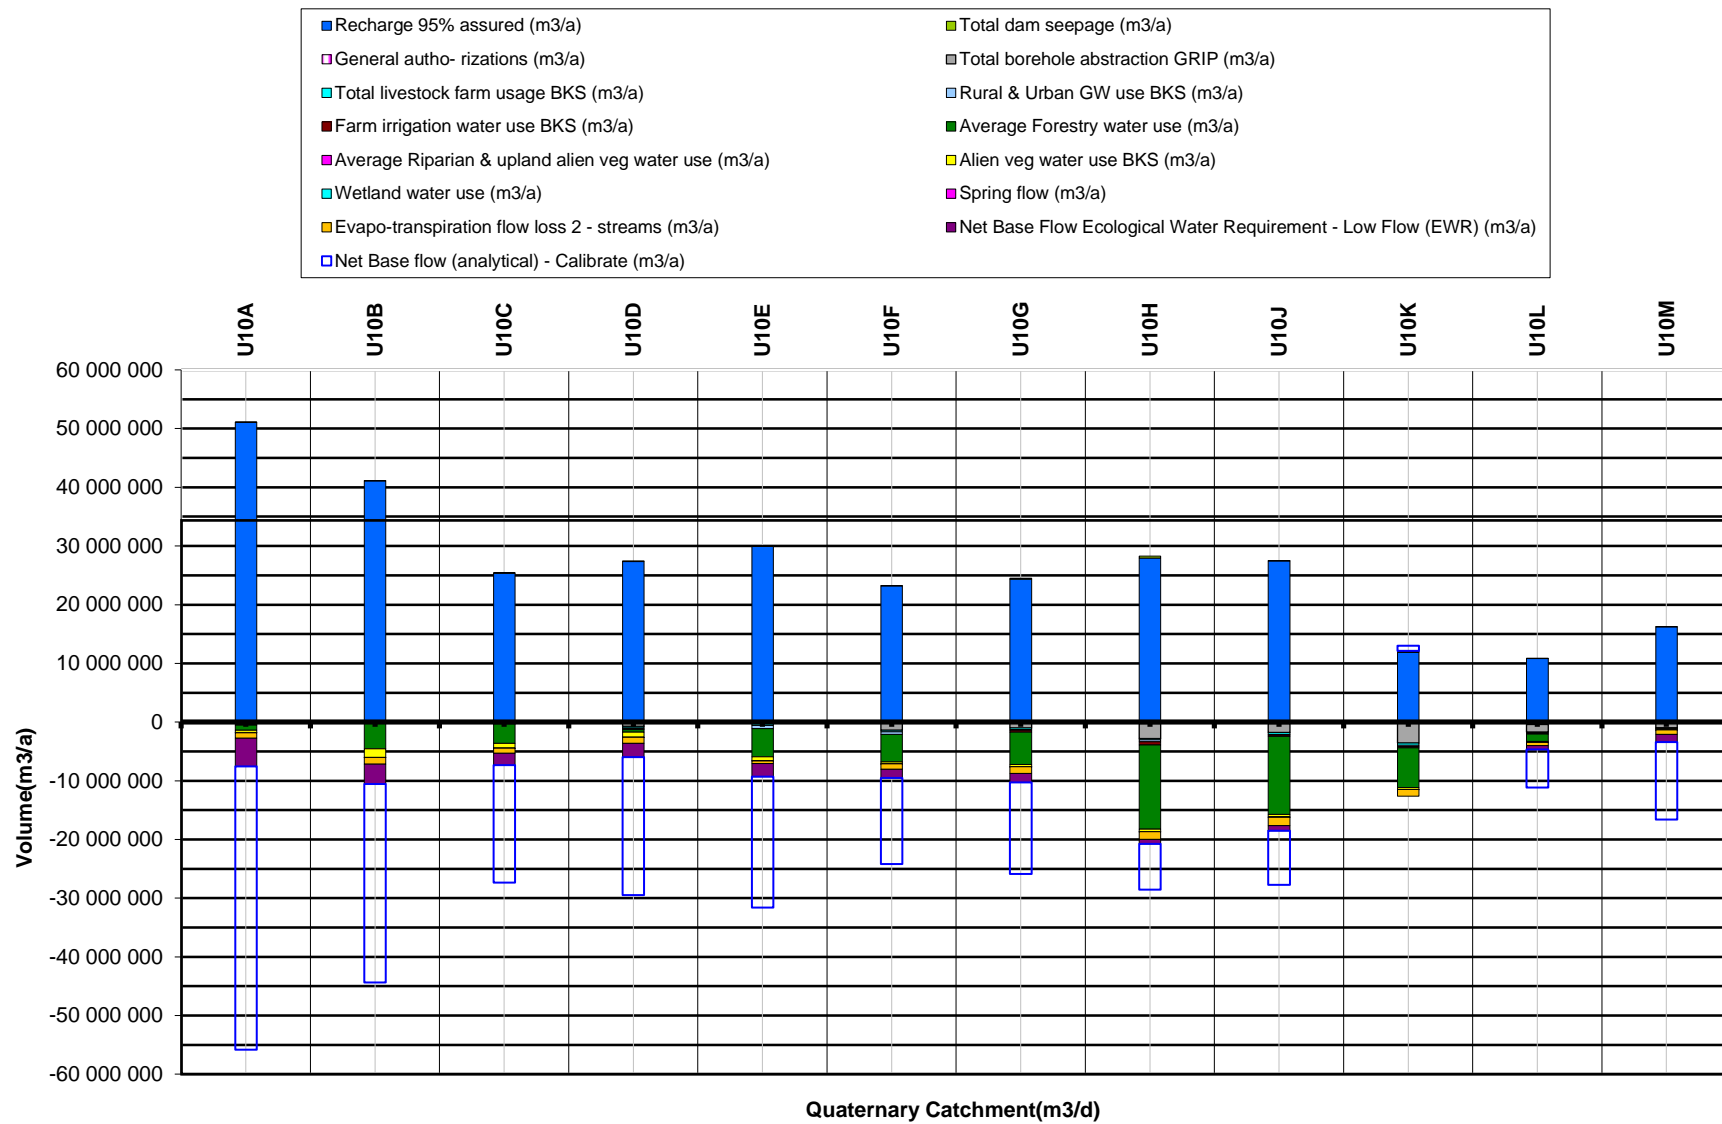 Recharge 95% assured (m3/a)
Total dam seepage (m3/a)
General autho- rizations (m3/a)
Total borehole abstraction GRIP (m3/a)
Total livestock farm usage BKS (m3/a)
Rural & Urban GW use BKS (m3/a)
Farm irrigation water use BKS (m3/a)
Average Forestry water use (m3/a)
Average Riparian & upland alien veg water use (m3/a)
Alien veg water use BKS (m3/a)
Wetland water use (m3/a)
Spring flow (m3/a)
Evapo-transpiration flow loss 2 - streams (m3/a)
Net Base Flow Ecological Water Requirement - Low Flow (EWR) (m3/a)
Net Base flow (analytical) - Calibrate (m3/a)
U10A
U10B
U10C
U10D
U10E
U10F
U10G
U10H
U10J
U10K
U10L
U10M
60 000 000
50 000 000
40 000 000
30 000 000
20 000 000
10 000 000
0
-10 000 000
-20 000 000
-30 000 000
-40 000 000
-50 000 000
-60 000 000
Volume(m3/a)
Quaternary Catchment(m3/d)